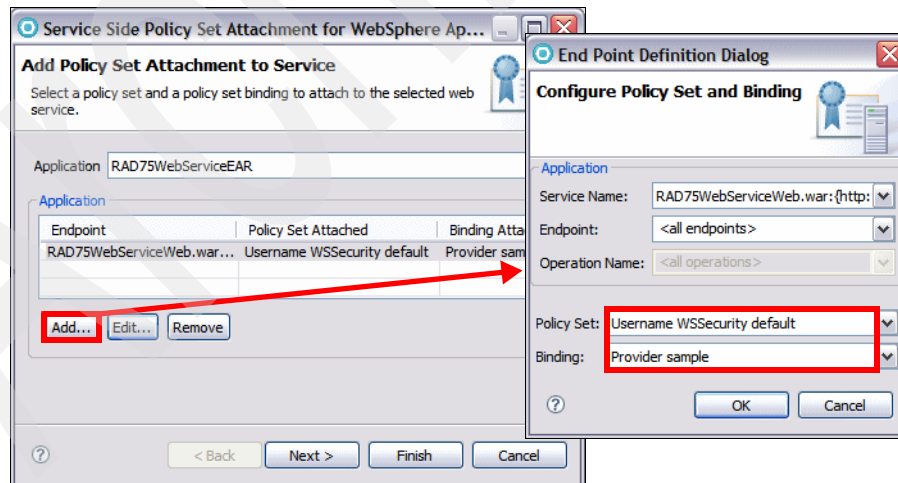 Service Side Policy Set Attachment for WebSphere Ap...
Add Policy Set Attachment to Service
Select a policy set and a policy set binding to attach to the selected web
service.
Application RAD75WebServiceEAR
Application
Endpoint Policy Set Attached Binding Atta
RAD75WebServiceWeb.war... Username WSSecurity default Provider sam
Add... Edit... Remove
? < Back Next > Finish Cancel
End Point Definition Dialog
Configure Policy Set and Binding
Application
Service Name: RAD75WebServiceWeb.war:{http:
Endpoint: <all endpoints>
Operation Name: <all operations>
Policy Set: Username WSSecurity default
Binding: Provider sample
? OK Cancel